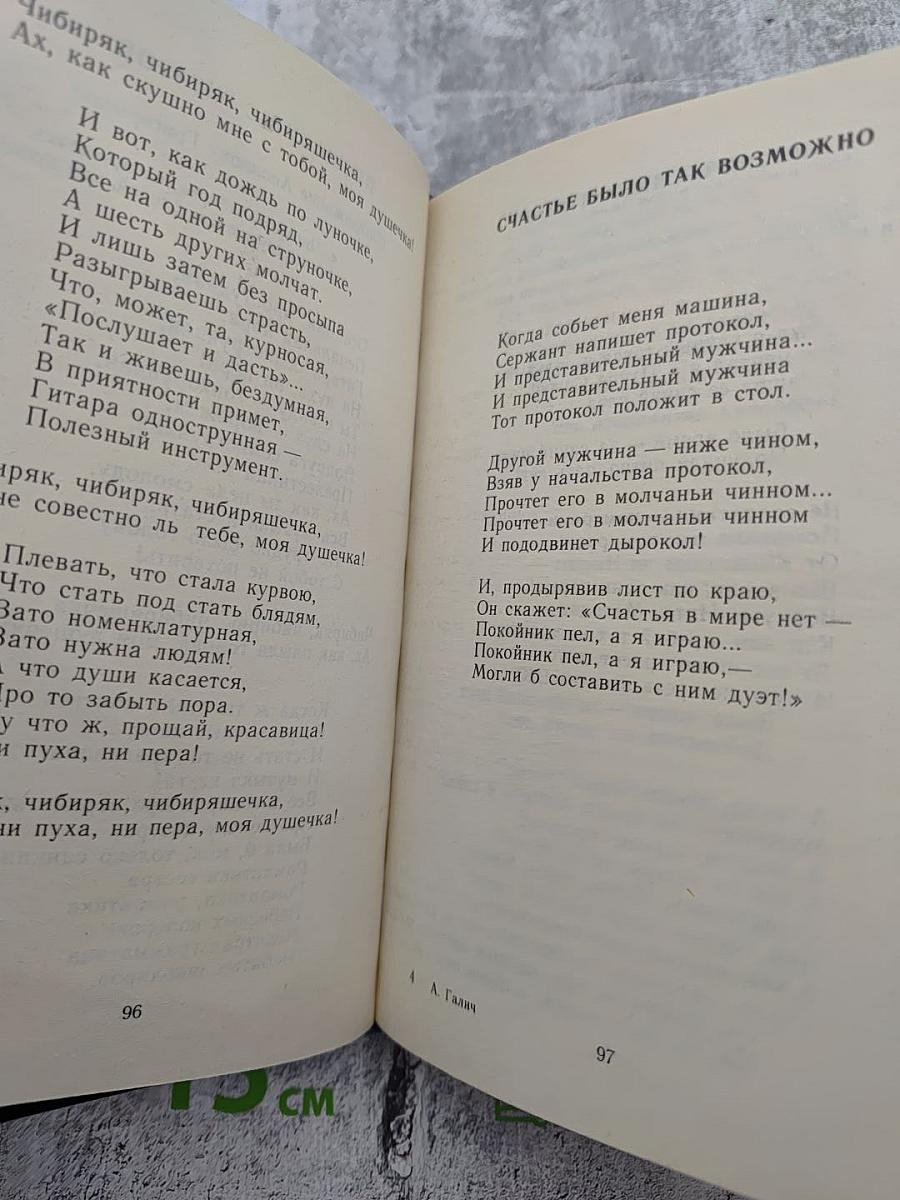 Чибиряк, чибиряк, чибиряшечка,
Ах, как скушно мне с тобой, моя душечка!
И вот, как дождь по луночке,
Который год подряд,
Все на одной на струночке,
А шесть других молчат.
И лишь затем без просыпа
Разыгрываешь страсть,
Что, может, та, курносая,
«Послушает и дасть»...
Так и живешь, бездумная,
В приятности примет,
Гитара однострунная —
Полезный инструмент.
иряк, чибиряк, чибиряшечка,
не совестно ль тебе, моя душечка!
Плевать, что стала курвою,
Что стать под стать блядям,
Зато номенклатурная,
Зато нужна людям!
А что души касается,
Про то забыть пора.
у что ж, прощай, красавица!
и пуха, ни пера!
к, чибиряк, чибиряшечка,
ни пуха, ни пера, моя душечка!
96
СЧАСТЬЕ БЫЛО ТАК ВОЗМОЖНО
Когда собьет меня машина,
Сержант напишет протокол,
И представительный мужчина...
И представительный мужчина
Тот протокол положит в стол.
Другой мужчина — ниже чином,
Взяв у начальства протокол,
Прочтет его в молчаньи чинном...
Прочтет его в молчаньи чинном
И пододвинет дырокол!
И, продырявив лист по краю,
Он скажет: «Счастья в мире нет —
Покойник пел, а я играю...
Покойник пел, а я играю,—
Могли б составить с ним дуэт!»
4 А. Галич
97
15 см